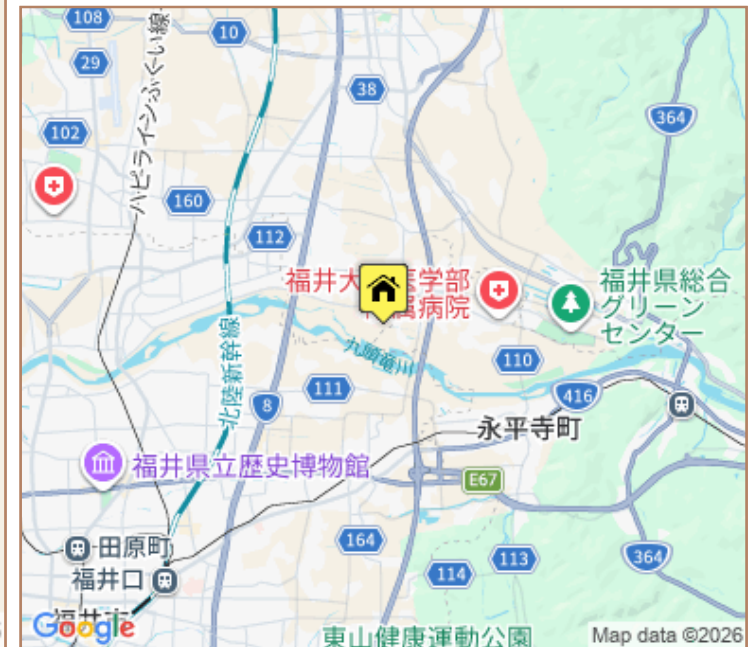 108
10
29
ハピラインふくい線
38
364
102
160
112
福井大 医学部
属病院
福井県総合
グリーン
センター
九頭竜川
北陸新幹線
110
111
8
416
永平寺町
福井県立歴史博物館
E67
田原町
164
113
364
福井口
114
Google
東山健康運動公園
Map data ©2026